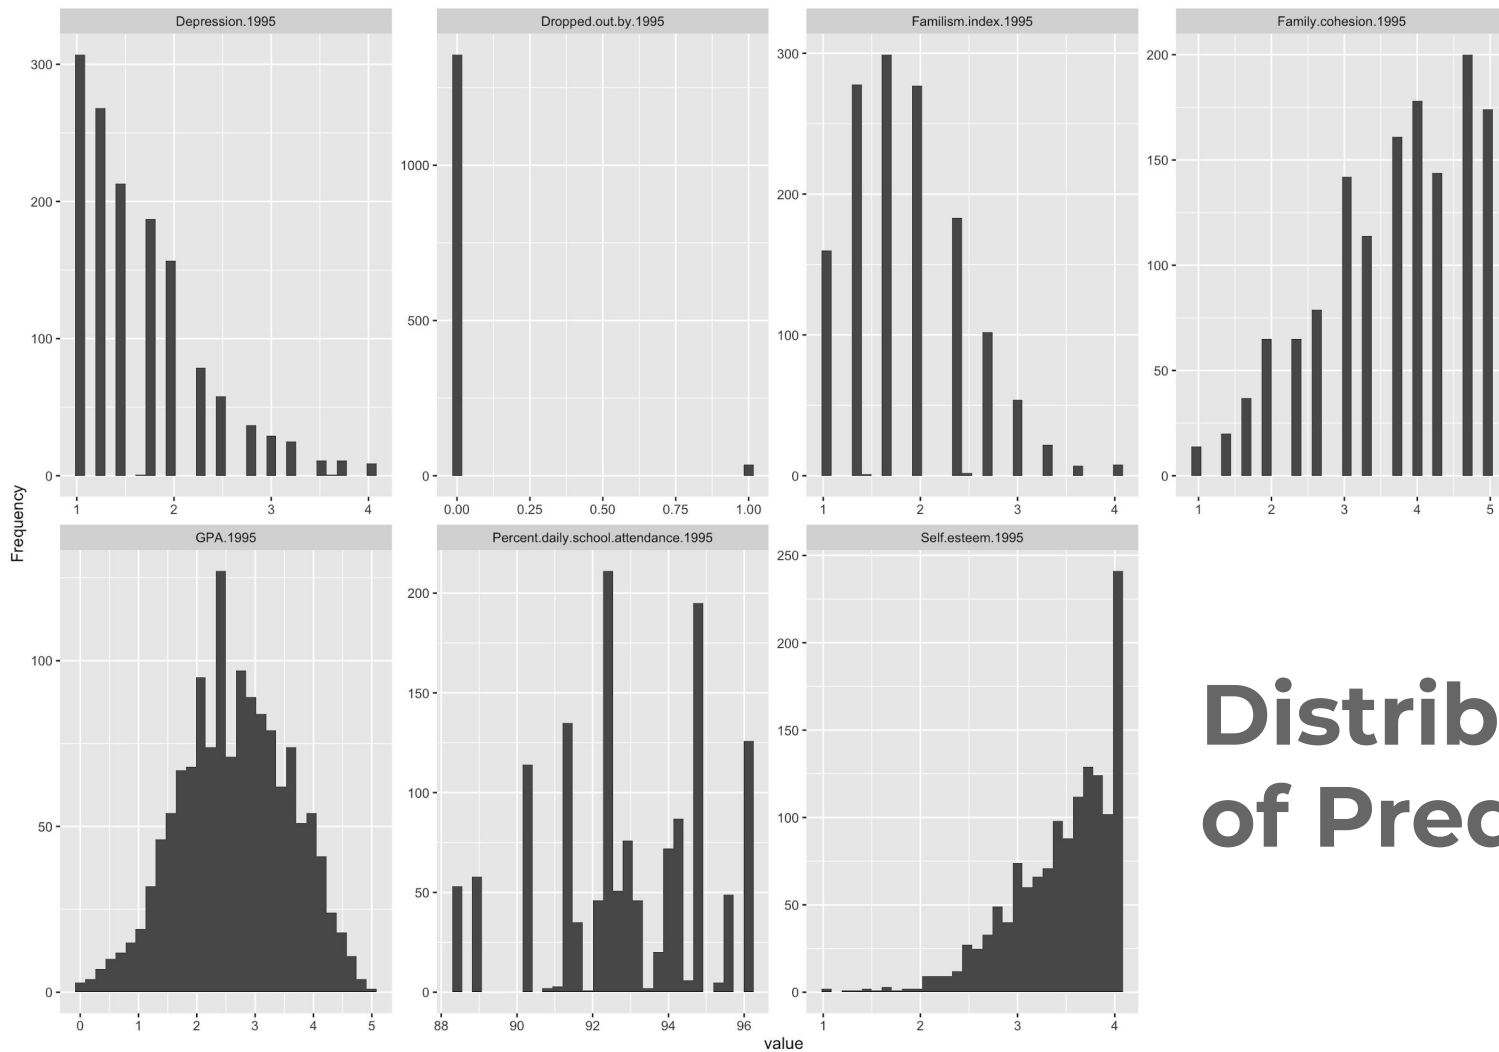 Depression.1995
Dropped.out.by.1995
Familism.index.1995
Family.cohesion.1995
300
200
100
0
1 2 3 4
1000
500
0
0.00 0.25 0.50 0.75 1.00
300
200
100
0
1 2 3 4
200
150
100
50
0
1 2 3 4 5
Frequency
GPA.1995
Percent.daily.school.attendance.1995
Self.esteem.1995
100
50
0
0 1 2 3 4 5
200
150
100
50
0
88 90 92 94 96
250
200
150
100
50
0
1 2 3 4
value
Distrib
of Pred